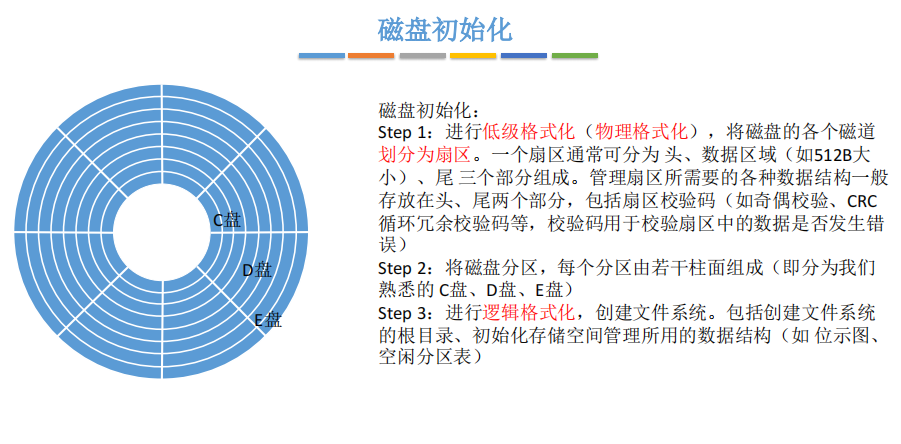 磁盘初始化
C盘
D盘
E盘
磁盘初始化：
Step 1：进行低级格式化（物理格式化），将磁盘的各个磁道
划分为扇区。一个扇区通常可分为 头、数据区域（如512B大
小）、尾 三个部分组成。管理扇区所需要的各种数据结构一般
存放在头、尾两个部分，包括扇区校验码（如奇偶校验、CRC
循环冗余校验码等，校验码用于校验扇区中的数据是否发生错
误）
Step 2：将磁盘分区，每个分区由若干柱面组成（即分为我们
熟悉的 C盘、D盘、E盘）
Step 3：进行逻辑格式化，创建文件系统。包括创建文件系统
的根目录、初始化存储空间管理所用的数据结构（如 位示图、
空闲分区表）